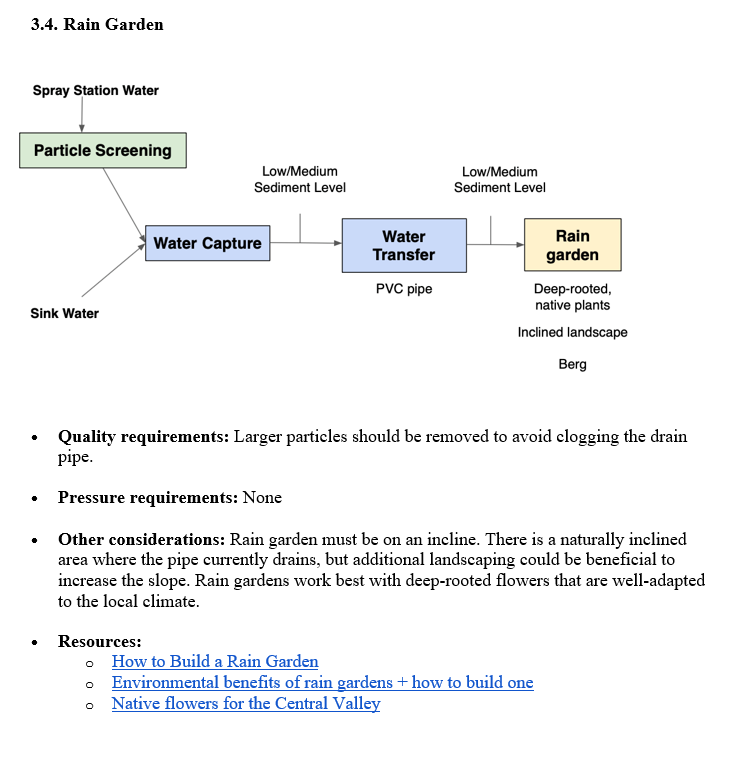 3.4. Rain Garden
Spray Station Water
Particle Screening
Low/Medium
Sediment Level
Low/Medium
Sediment Level
Water Capture
Water
Transfer
Rain
garden
PVC pipe
Deep-rooted,
native plants
Sink Water
Inclined landscape
Berg
• Quality requirements: Larger particles should be removed to avoid clogging the drain
pipe.
• Pressure requirements: None
• Other considerations: Rain garden must be on an incline. There is a naturally inclined
area where the pipe currently drains, but additional landscaping could be beneficial to
increase the slope. Rain gardens work best with deep-rooted flowers that are well-adapted
to the local climate.
• Resources:
o How to Build a Rain Garden
o Environmental benefits of rain gardens + how to build one
o Native flowers for the Central Valley